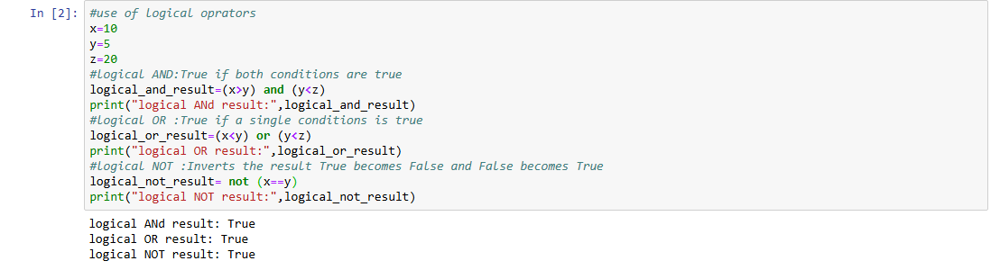 In [2]: #use of logical oprators
x=10
y=5
z=20
#logical AND:True if both conditions are true
logical_and_result=(x>y) and (y<z)
print("logical ANd result:",logical_and_result)
#logical OR :True if a single conditions is true
logical_or_result=(x<y) or (y<z)
print("logical OR result:",logical_or_result)
#logical NOT :Inverts the result True becomes False and False becomes True
logical_not_result= not (x==y)
print("logical NOT result:",logical_not_result)
logical ANd result: True
logical OR result: True
logical NOT result: True